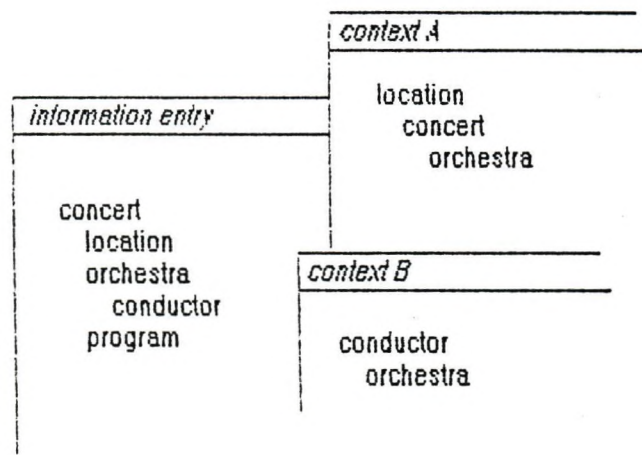 information entry
concert
location
orchestra
conductor
program
context A
location
concert
orchestra
context B
conductor
orchestra